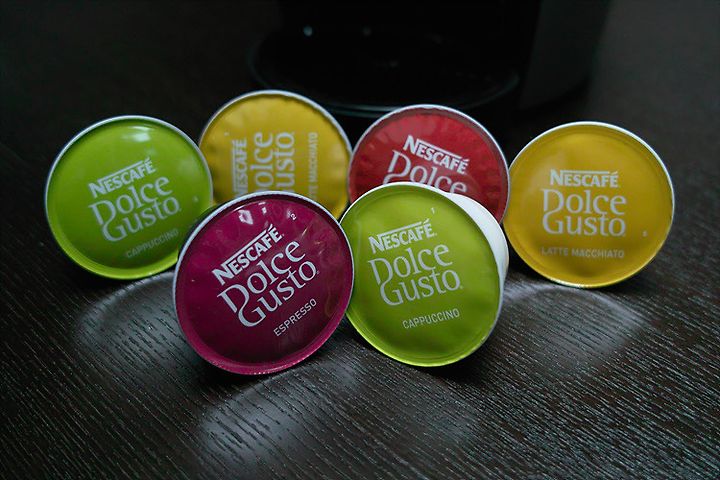 NESCAFÉ
Dolce
Gusto
CAPPUCCINO
NESCAFÉ
Dolce
Gusto
LATTE MACCHIATO
NESCAFÉ
Dolce
NESCAFÉ
Dolce
Gusto
LATTE MACCHIATO
NESCAFÉ
Dolce
Gusto
ESPRESSO
NESCAFÉ
Dolce
Gusto
CAPPUCCINO